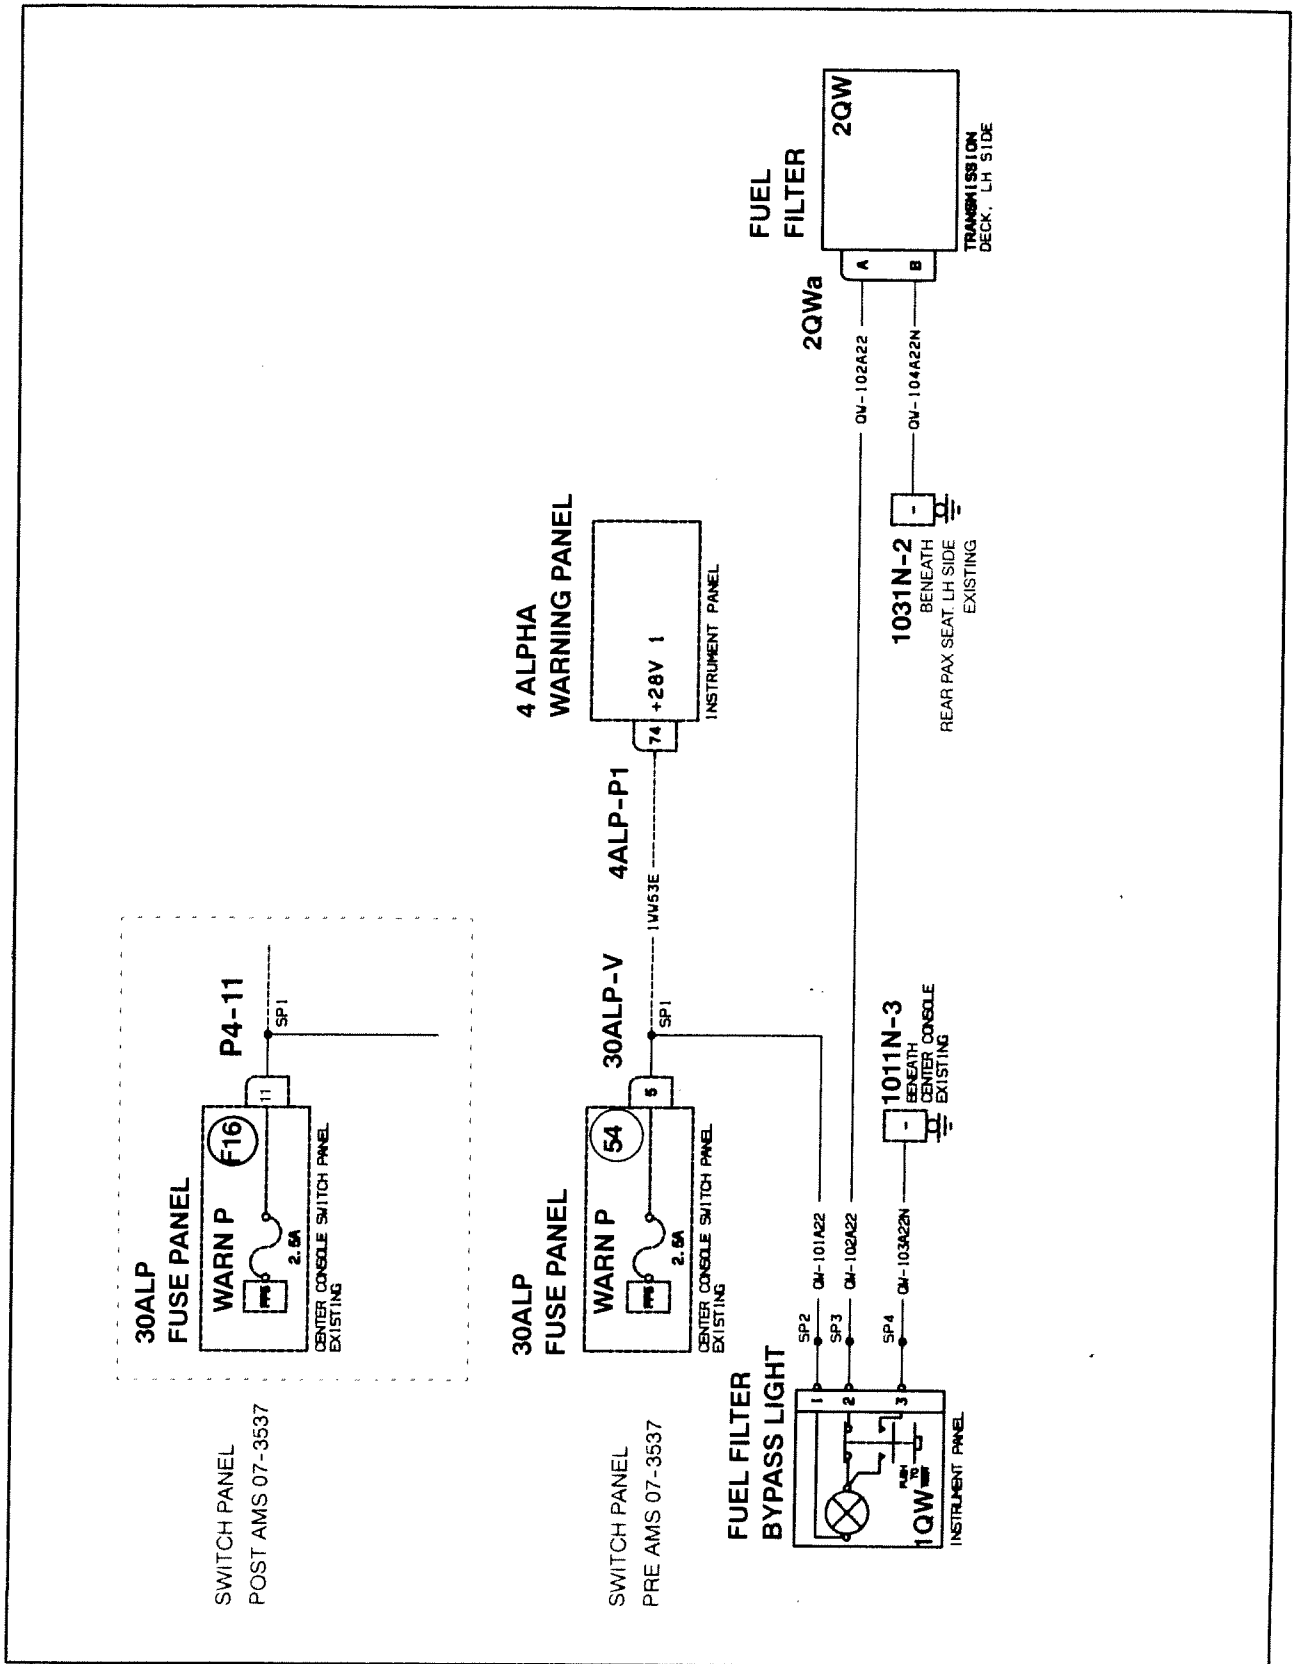 SWITCH PANEL
POST AMS 07-3537
30ALP
FUSE PANEL
WARN P
F16
2.5A
11
CENTER CONSOLE SWITCH PANEL
EXISTING
P4-11
SP1
SWITCH PANEL
PRE AMS 07-3537
30ALP
FUSE PANEL
WARN P
54
2.5A
5
CENTER CONSOLE SWITCH PANEL
EXISTING
30ALP-V
SP1
1WW53E
4ALP-P1
4 ALPHA
WARNING PANEL
74
+28V 1
INSTRUMENT PANEL
FUEL FILTER
BYPASS LIGHT
1QW
PUSH
TO
1
2
3
INSTRUMENT PANEL
SP2
QW-101A22
SP3
QW-102A22
SP4
QW-103A22N
1011N-3
BENEATH
CENTER CONSOLE
EXISTING
-
1031N-2
BENEATH
REAR PAX SEAT. LH SIDE
EXISTING
-
QW-102A22
QW-104A22N
2QWa
A
B
FUEL
FILTER
2QW
TRANSMISSION
DECK, LH SIDE